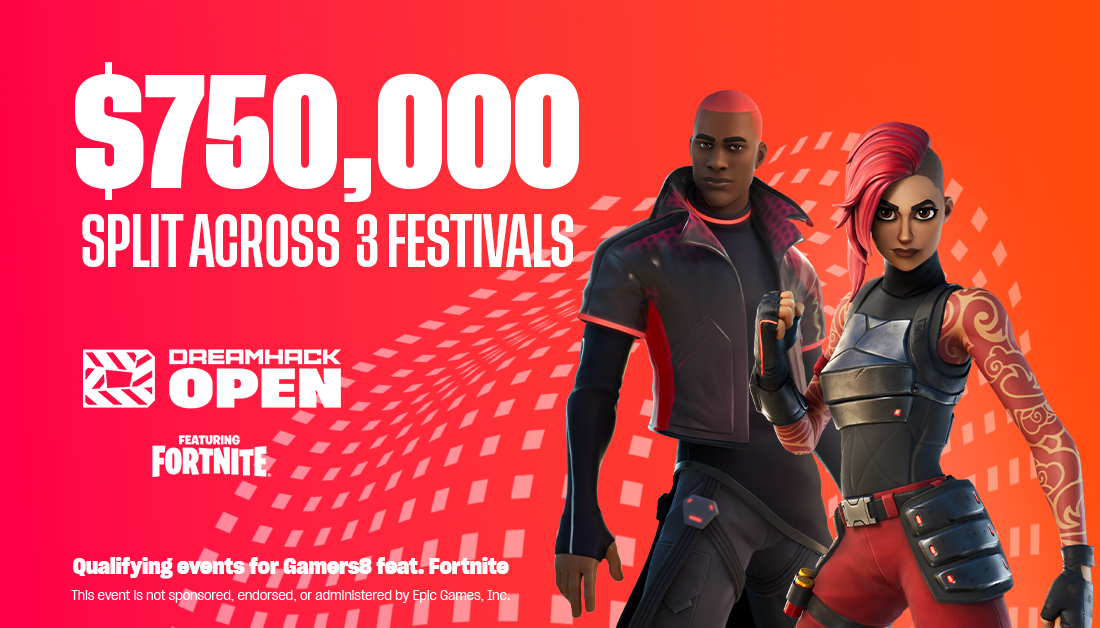 $750,000
SPLIT ACROSS 3 FESTIVALS
DREAMHACK
OPEN
FEATURING
FORTNITE
Qualifying events for Gamers8 feat. Fortnite
This event is not sponsored, endorsed, or administered by Epic Games, Inc.